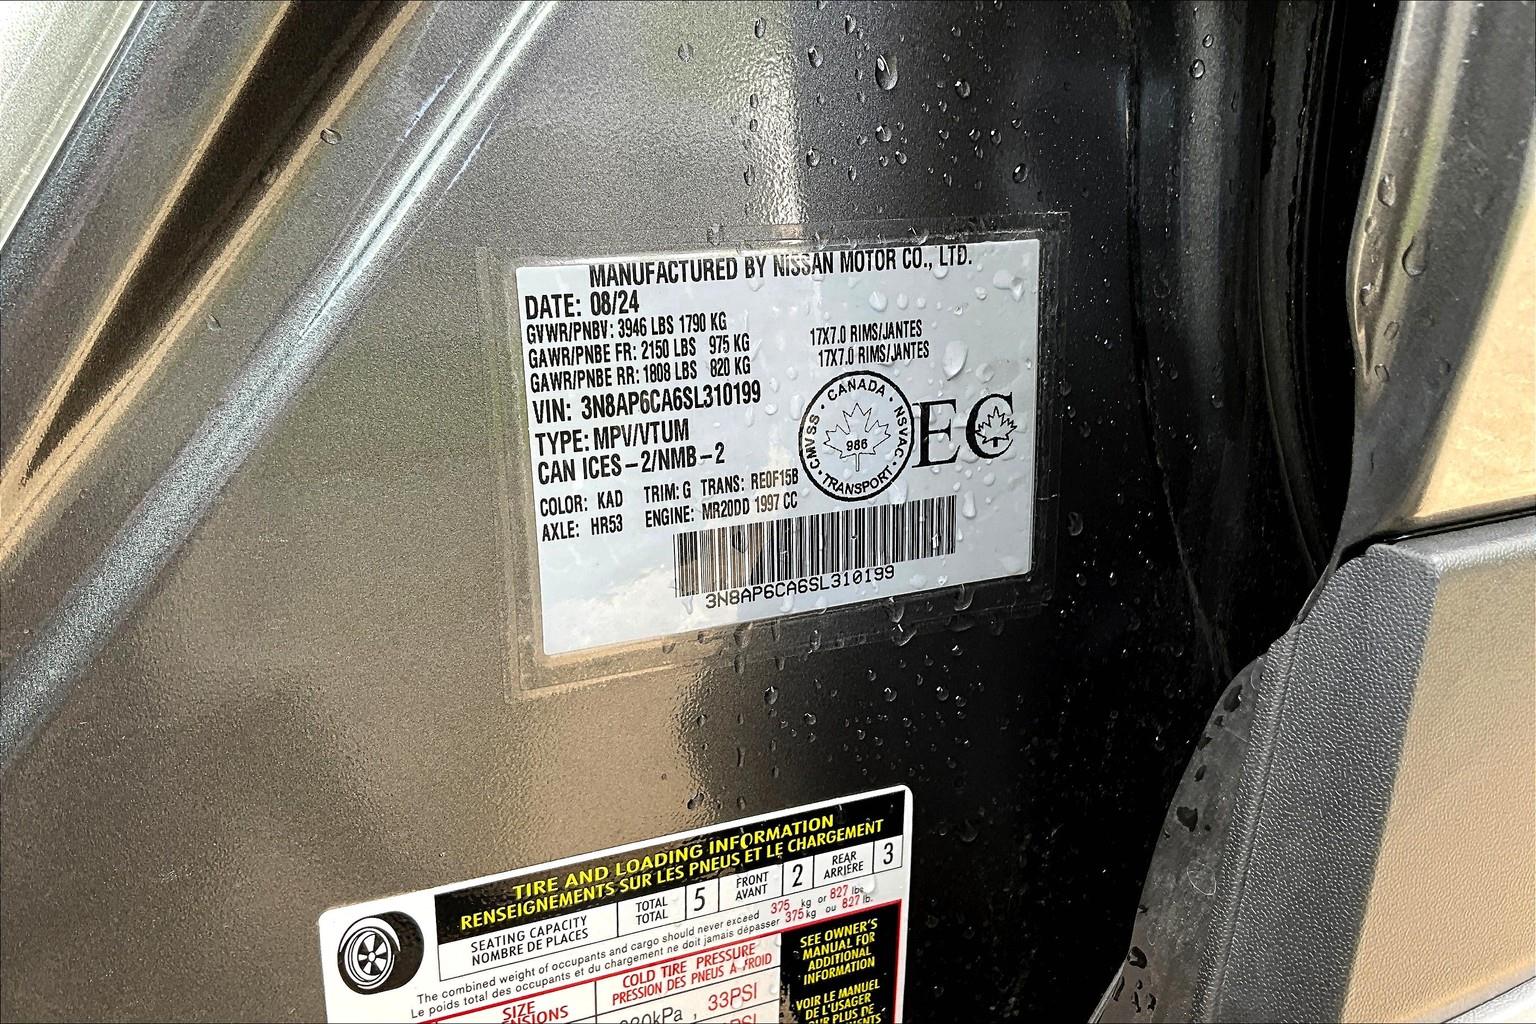 MANUFACTURED BY NISSAN MOTOR CO., LTD.
DATE: 08/24
GVWR/PNBV: 3946 LBS 1790 KG
GAWR/PNBE FR: 2150 LBS 975 KG
17X7.0 RIMS/JANTES
GAWR/PNBE RR: 1808 LBS 820 KG
17X7.0 RIMS/JANTES
VIN: 3N8AP6CA6SL310199
TYPE: MPV/VTUM
CAN ICES-2/NMB-2
COLOR: KAD TRIM: G TRANS: RE0F15B
AXLE: HR53 ENGINE: MR20DD 1997 CC
CANADA · NSVAC · TRANSPORT · CMVSS ·
986
EC
3N8AP6CA6SL310199
TIRE AND LOADING INFORMATION
RENSEIGNEMENTS SUR LES PNEUS ET LE CHARGEMENT
SEATING CAPACITY
NOMBRE DE PLACES
TOTAL
TOTAL
5
FRONT
AVANT
2
REAR
ARRIÈRE
3
The combined weight of occupants and cargo should never exceed 375 kg or 827 lbs
Le poids total des occupants et du chargement ne doit jamais dépasser 375 kg ou 827 lb.
SIZE
COLD TIRE PRESSURE
PRESSION DES PNEUS À FROID
kPa, 33PSI
SEE OWNER'S
MANUAL FOR
ADDITIONAL
INFORMATION
VOIR LE MANUEL
DE L'USAGER